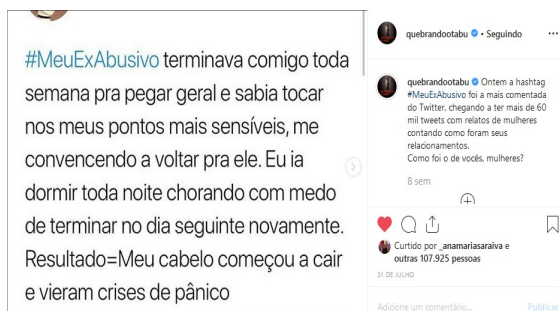 #MeuExAbusivo terminava comigo toda
semana pra pegar geral e sabia tocar
nos meus pontos mais sensíveis, me
convencendo a voltar pra ele. Eu ia
dormir toda noite chorando com medo
de terminar no dia seguinte novamente.
Resultado=Meu cabelo começou a cair
e vieram crises de pânico
quebrandootabu • Seguindo
quebrandootabu Ontem a hashtag
#MeuExAbusivo foi a mais comentada
do Twitter, chegando a ter mais de 60
mil tweets com relatos de mulheres
contando como foram seus
relacionamentos.
Como foi o de vocês, mulheres?
8 sem
Curtido por _anamariasaraiva e
outras 107.925 pessoas
31 DE JULHO
Adicione um comentário...
Publicar